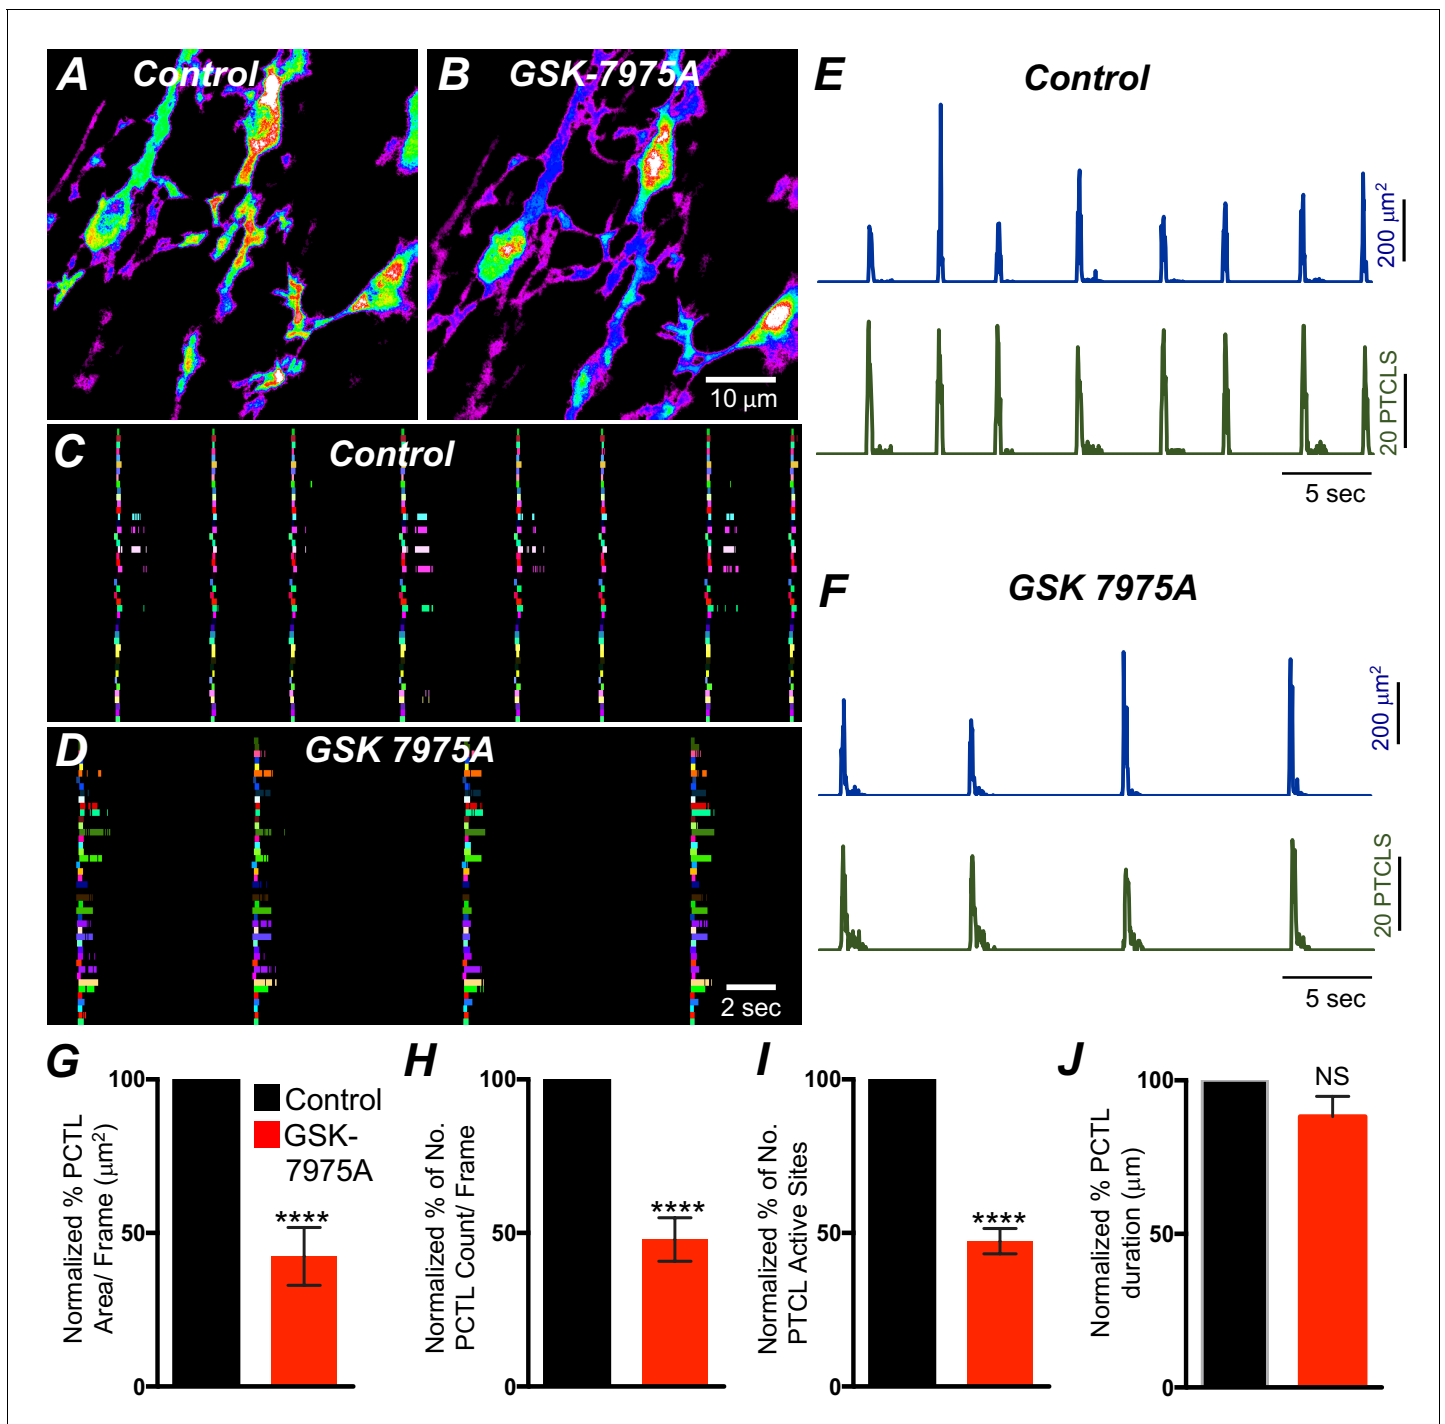 A Control
B GSK-7975A
10 µm
C Control
D GSK 7975A
2 sec
E Control
200 µm²
20 PTCLS
5 sec
F GSK 7975A
200 µm²
20 PTCLS
5 sec
G
Normalized % PCTL
Area/ Frame (µm²)
100
50
0
Control
GSK-
7975A
****
H
Normalized % of No.
PCTL Count/ Frame
100
50
0
****
I
Normalized % of No.
PTCL Active Sites
100
50
0
****
J
Normalized % PCTL
duration (µm)
100
50
0
NS